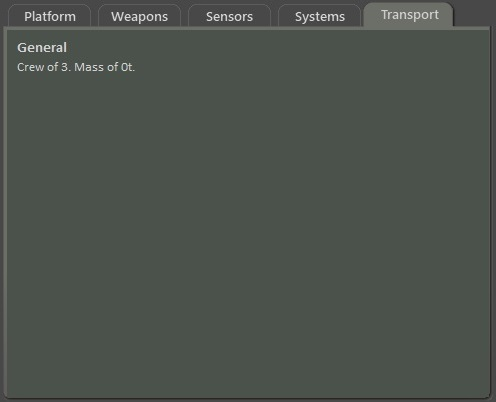 Platform Weapons Sensors Systems Transport
General
Crew of 3. Mass of 0t.